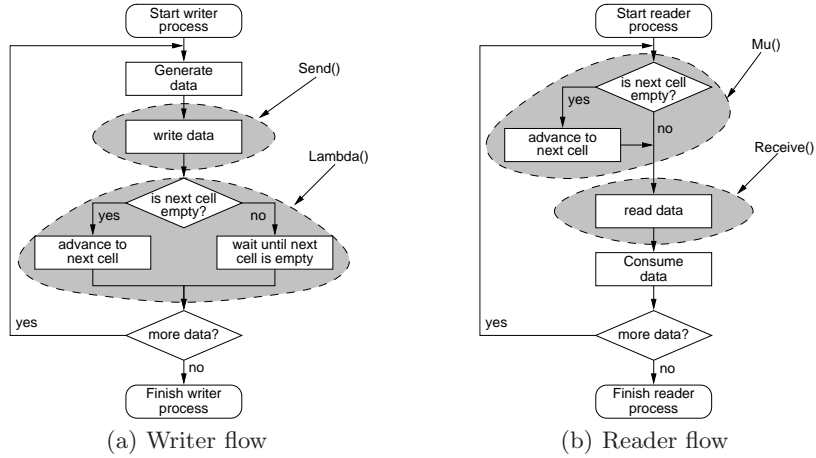 Start writer
process
Generate
data
Send()
write data
Lambda()
is next cell
empty?
yes
no
advance to
next cell
wait until next
cell is empty
more data?
yes
no
Finish writer
process
(a) Writer flow
Start reader
process
Mu()
is next cell
empty?
yes
no
advance to
next cell
Receive()
read data
Consume
data
more data?
yes
no
Finish reader
process
(b) Reader flow